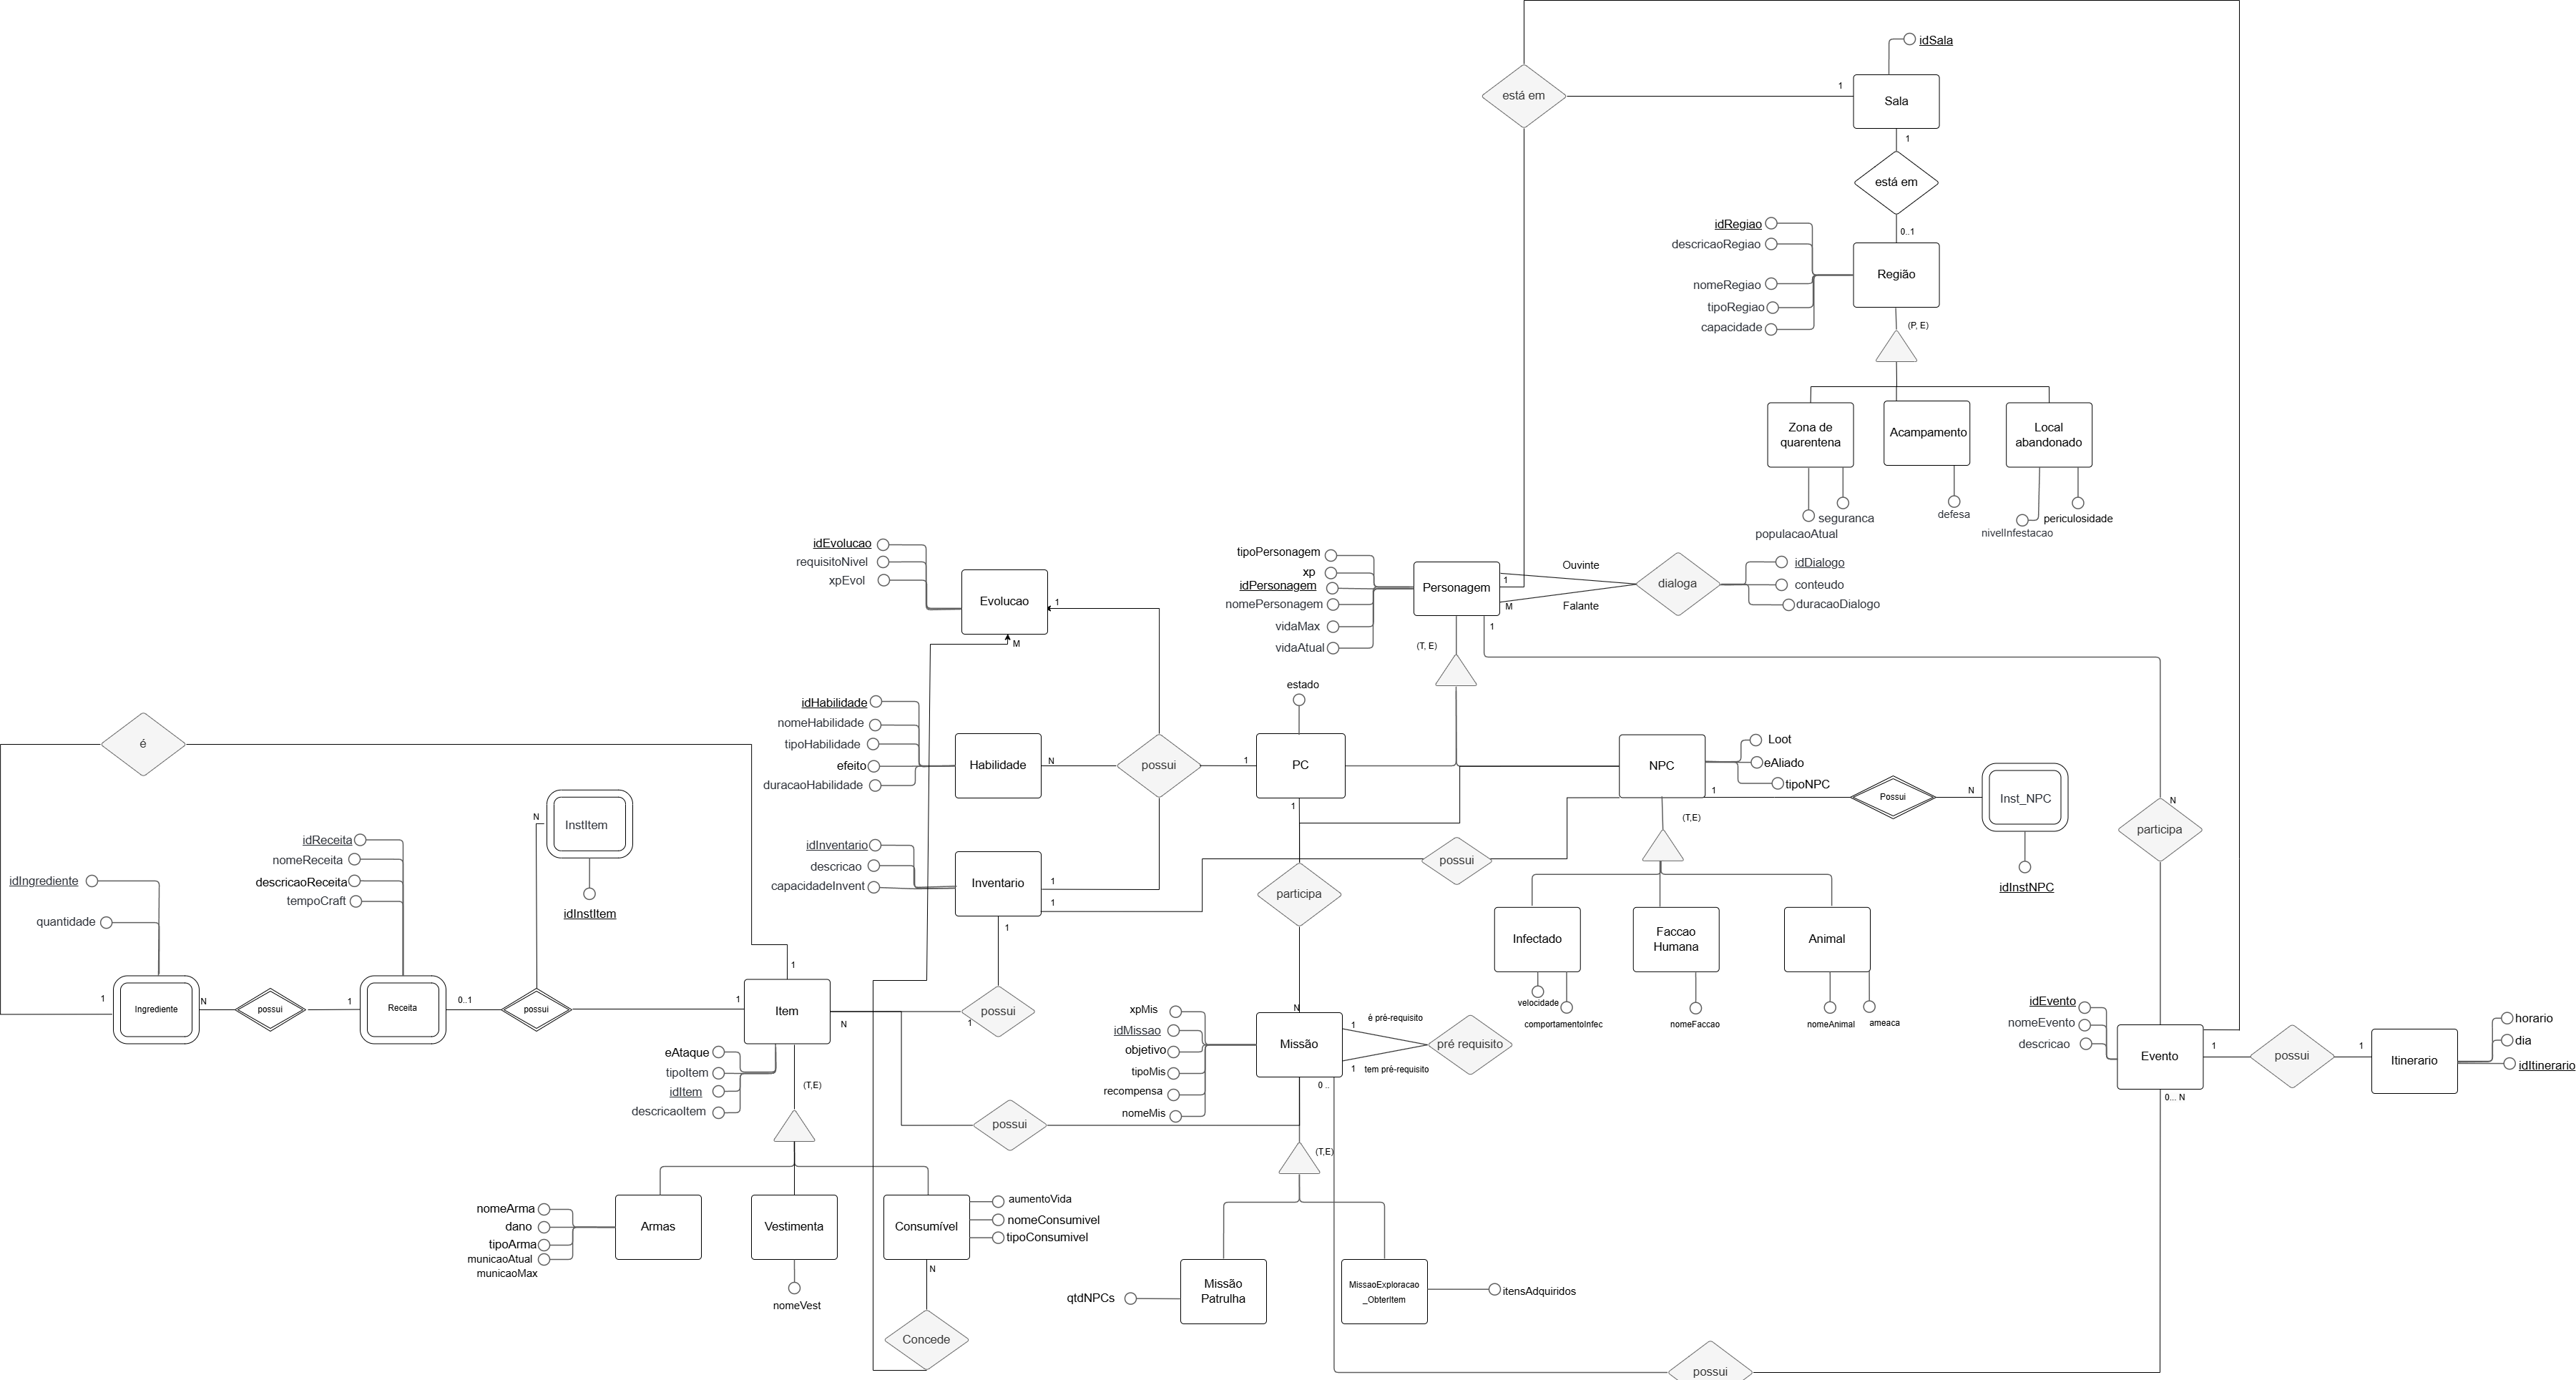 idSala
está em
1
Sala
1
está em
0..1
idRegiao
descricaoRegiao
nomeRegiao
tipoRegiao
capacidade
Região
(P, E)
Zona de
quarentena
Acampamento
Local
abandonado
populacaoAtual
seguranca
defesa
nivelInfestacao
periculosidade
idEvolucao
requisitoNivel
xpEvol
Evolucao
1
M
tipoPersonagem
xp
idPersonagem
nomePersonagem
vidaMax
vidaAtual
Personagem
1
M
1
Ouvinte
Falante
dialoga
idDialogo
conteudo
duracaoDialogo
(T, E)
estado
idHabilidade
nomeHabilidade
tipoHabilidade
efeito
duracaoHabilidade
Habilidade
N
possui
1
PC
1
NPC
Loot
eAliado
tipoNPC
1
Possui
N
Inst_NPC
idInstNPC
(T,E)
é
idInventario
descricao
capacidadeInvent
Inventario
1
1
1
possui
participa
N
participa
Infectado
Faccao
Humana
Animal
velocidade
comportamentoInfec
nomeFaccao
nomeAnimal
ameaca
InstItem
N
idInstItem
idReceita
nomeReceita
descricaoReceita
tempoCraft
idIngrediente
quantidade
1
Ingrediente
N
possui
1
Receita
0..1
possui
1
1
Item
N
1
possui
eAtaque
tipoItem
idItem
descricaoItem
(T,E)
possui
xpMis
idMissao
objetivo
tipoMis
recompensa
nomeMis
N
Missão
0 ..
1
é pré-requisito
1
tem pré-requisito
pré requisito
(T,E)
idEvento
nomeEvento
descricao
Evento
1
possui
1
Itinerario
horario
dia
idItinerario
0... N
nomeArma
dano
tipoArma
municaoAtual
municaoMax
Armas
Vestimenta
nomeVest
Consumível
aumentoVida
nomeConsumivel
tipoConsumivel
N
Concede
qtdNPCs
Missão
Patrulha
MissaoExploracao
_ObterItem
itensAdquiridos
possui